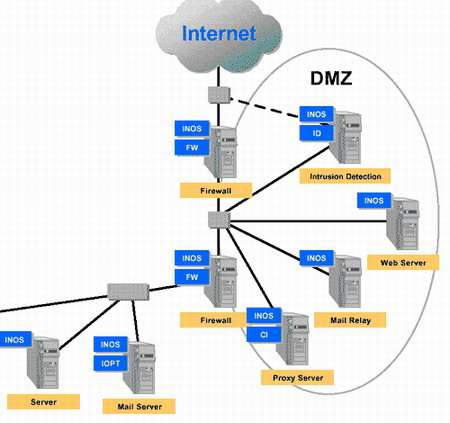 Internet
DMZ
INOS
FW
Firewall
INOS
ID
Intrusion Detection
INOS
Web Server
INOS
FW
Firewall
INOS
Mail Relay
INOS
CI
Proxy Server
INOS
Server
INOS
IOPT
Mail Server